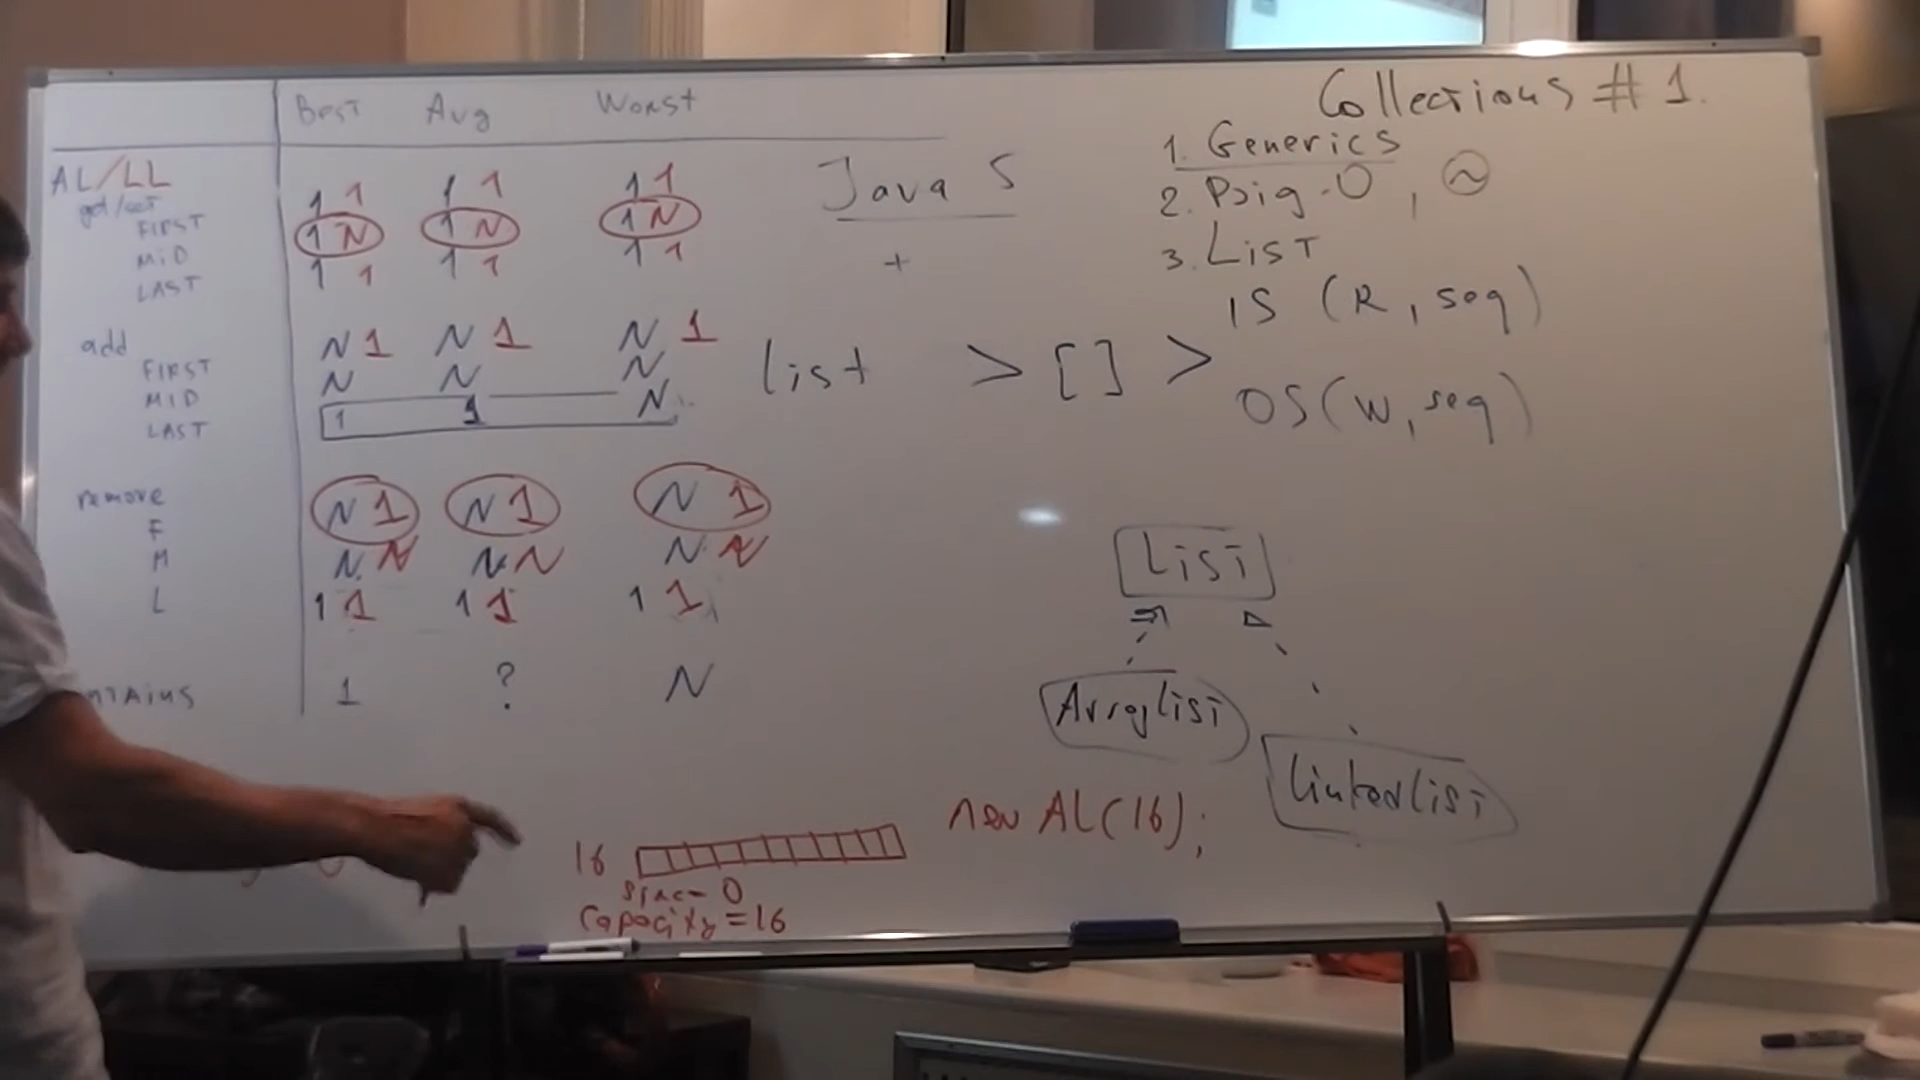 Best Avg Worst
AL/LL
get/set
FIRST
MID
LAST
1 1 1 1 1 1
1 N 1 N 1 N
1 1 1 1 1 1
add
FIRST
MID
LAST
N 1 N 1 N 1
N N N
1 1 N
remove
F
M
L
N 1 N 1 N 1
N N N N N N
1 1 1 1 1 1
NTAINS 1 ? N
Java 5
+
list > [] >
Collections #1.
1. Generics
2. , ~
3. List
IS (R, seq)
OS (W, seq)
List
ArrayList
LinkedList
new AL(16);
16
size = 0
Capacity = 16